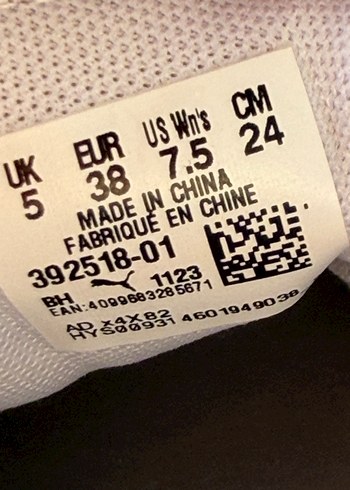 UK EUR US Wn's CM
5 38 7.5 24
MADE IN CHINA
FABRIQUÉ EN CHINE
392518-01
BH 1123
EAN:4099683285671
AD X4X82
HYS00931 4601949038